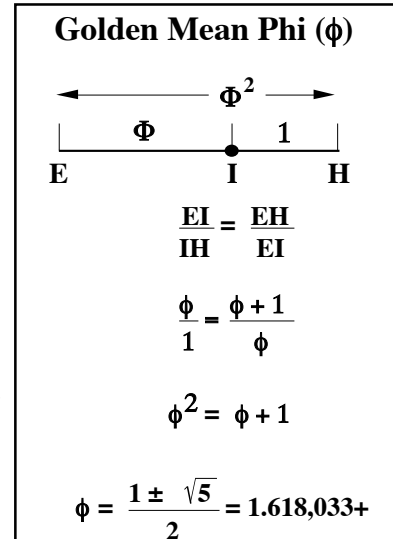 Golden Mean Phi (ϕ)
Φ²
Φ 1
E I H
EI/IH = EH/EI
ϕ/1 = ϕ + 1/ϕ
ϕ² = ϕ + 1
ϕ = 1 ± √5/2 = 1.618,033+